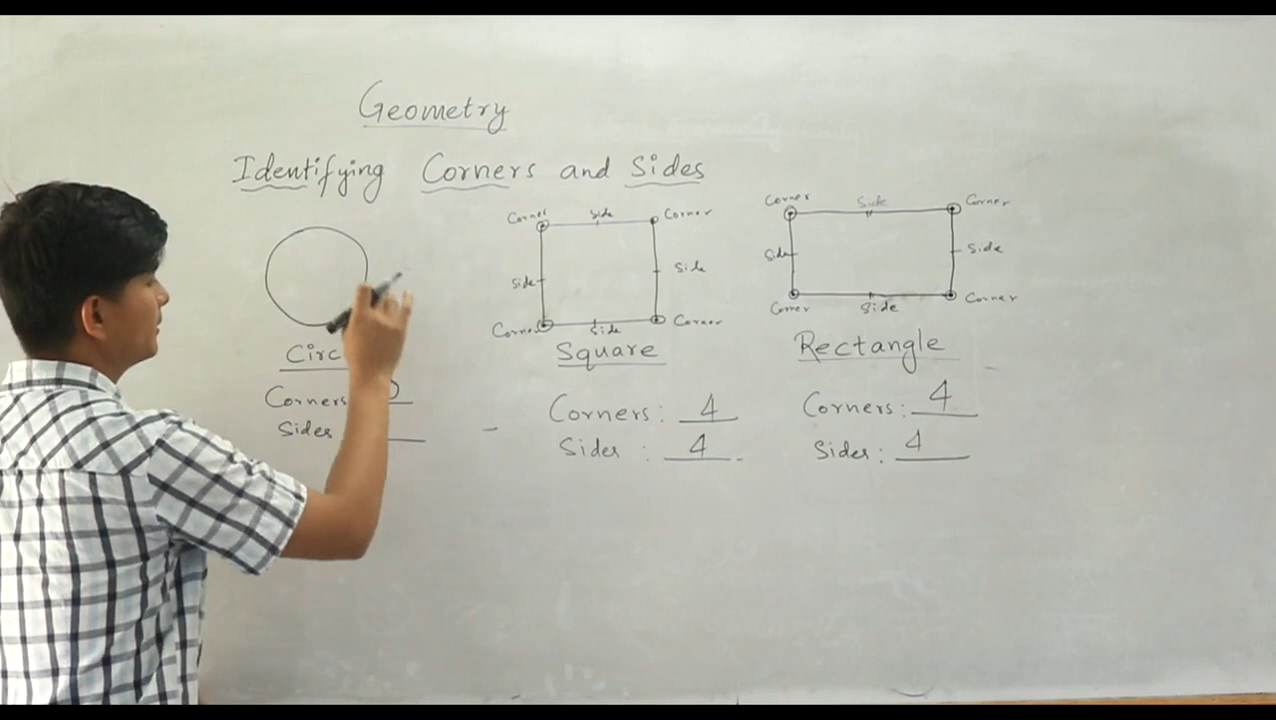 Geometry
Identifying Corners and Sides
Corner Side Corner
Side Side
Corner Side Corner
Corner Side Corner
Side Side
Corner Side Corner
Circ
Corners
Sides
Square
Corners: 4
Sides: 4
Rectangle
Corners: 4
Sides: 4